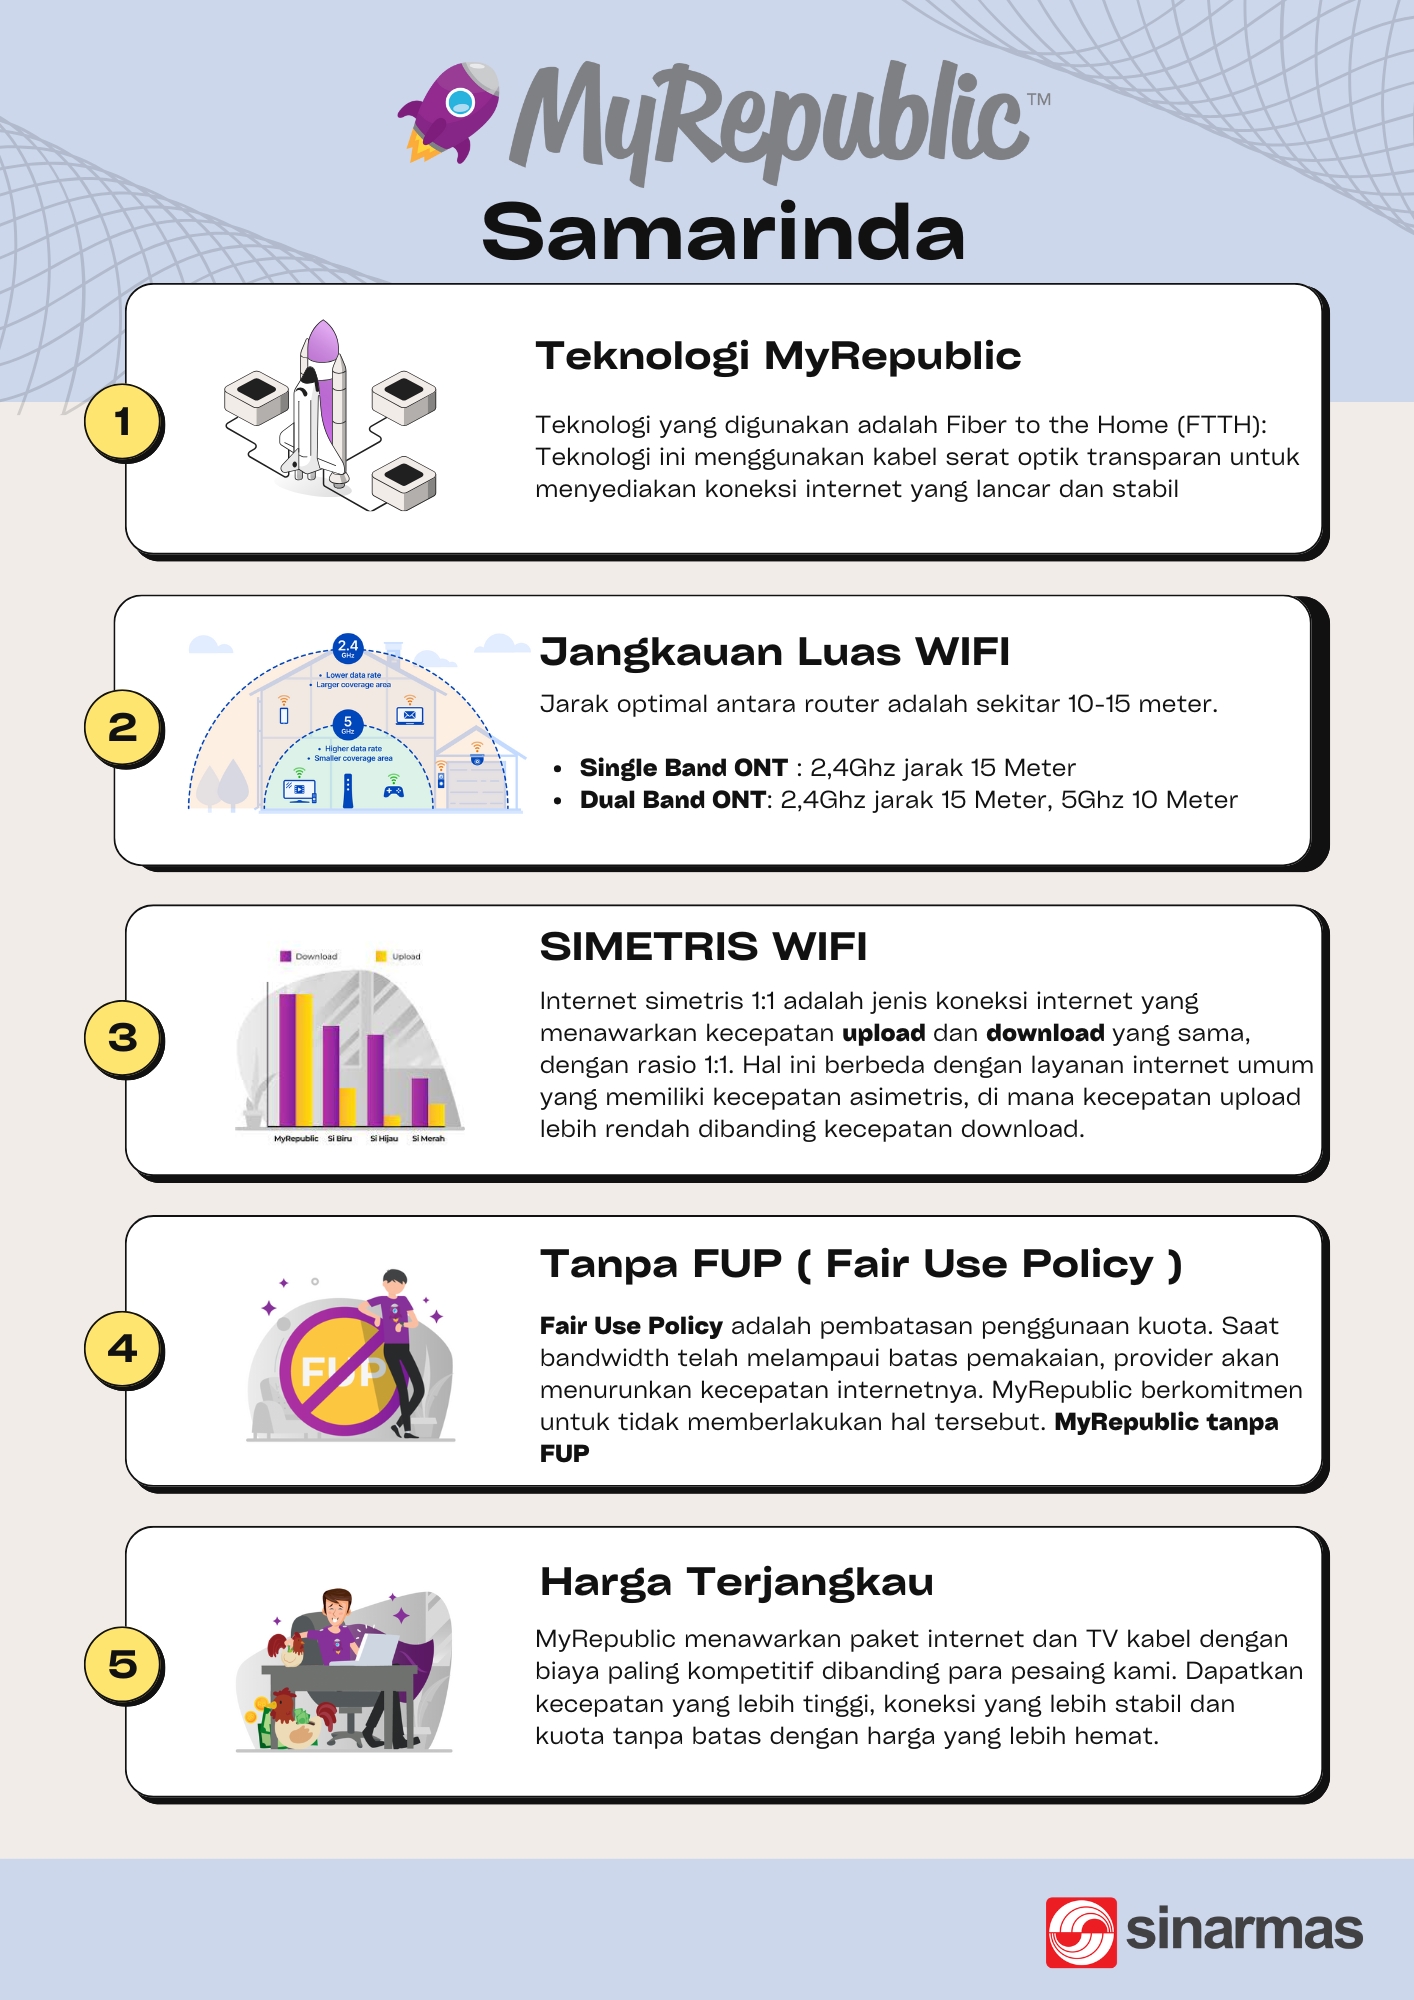 MyRepublic™
Samarinda
1
Teknologi MyRepublic
Teknologi yang digunakan adalah Fiber to the Home (FTTH):
Teknologi ini menggunakan kabel serat optik transparan untuk
menyediakan koneksi internet yang lancar dan stabil
2
2.4
GHz
• Lower data rate
• Larger coverage area
5
GHz
• Higher data rate
• Smaller coverage area
Jangkauan Luas WIFI
Jarak optimal antara router adalah sekitar 10-15 meter.
• Single Band ONT : 2,4Ghz jarak 15 Meter
• Dual Band ONT: 2,4Ghz jarak 15 Meter, 5Ghz 10 Meter
3
Download Upload
MyRepublic Si Biru Si Hijau Si Merah
SIMETRIS WIFI
Internet simetris 1:1 adalah jenis koneksi internet yang
menawarkan kecepatan upload dan download yang sama,
dengan rasio 1:1. Hal ini berbeda dengan layanan internet umum
yang memiliki kecepatan asimetris, di mana kecepatan upload
lebih rendah dibanding kecepatan download.
4
FUP
Tanpa FUP ( Fair Use Policy )
Fair Use Policy adalah pembatasan penggunaan kuota. Saat
bandwidth telah melampaui batas pemakaian, provider akan
menurunkan kecepatan internetnya. MyRepublic berkomitmen
untuk tidak memberlakukan hal tersebut. MyRepublic tanpa
FUP
5
Harga Terjangkau
MyRepublic menawarkan paket internet dan TV kabel dengan
biaya paling kompetitif dibanding para pesaing kami. Dapatkan
kecepatan yang lebih tinggi, koneksi yang lebih stabil dan
kuota tanpa batas dengan harga yang lebih hemat.
sinarmas